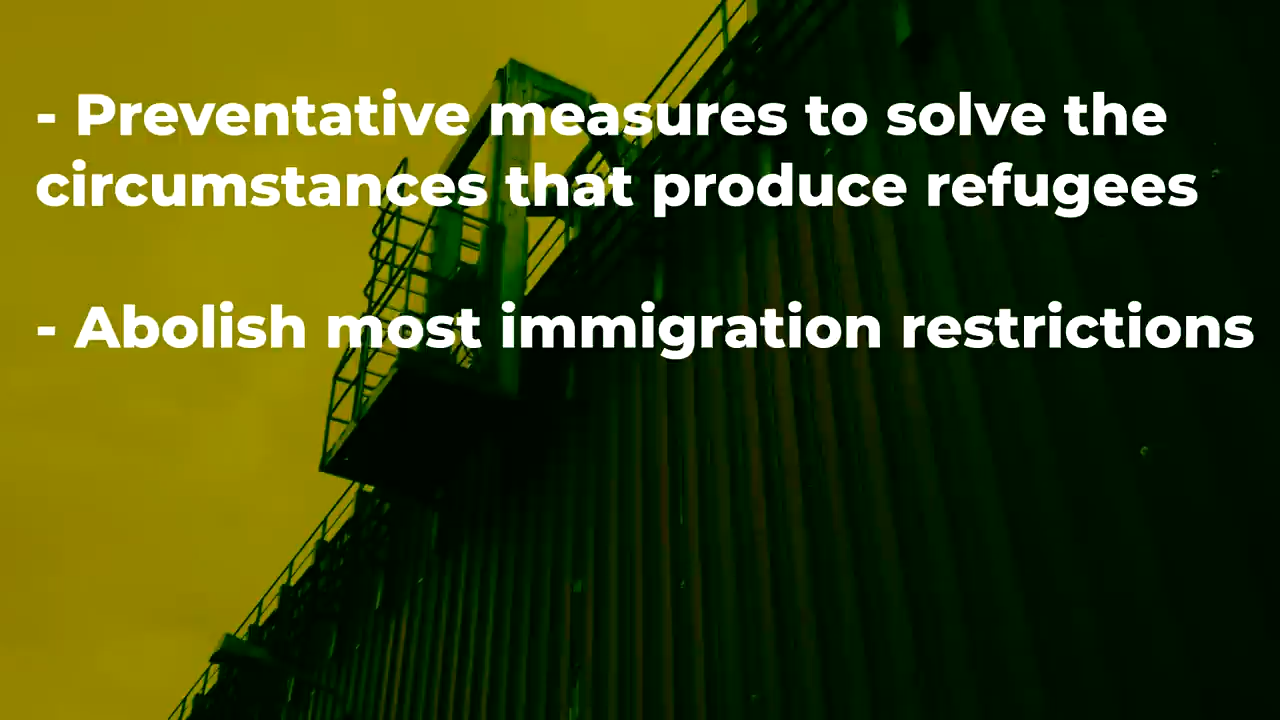 - Preventative measures to solve the
circumstances that produce refugees
- Abolish most immigration restrictions